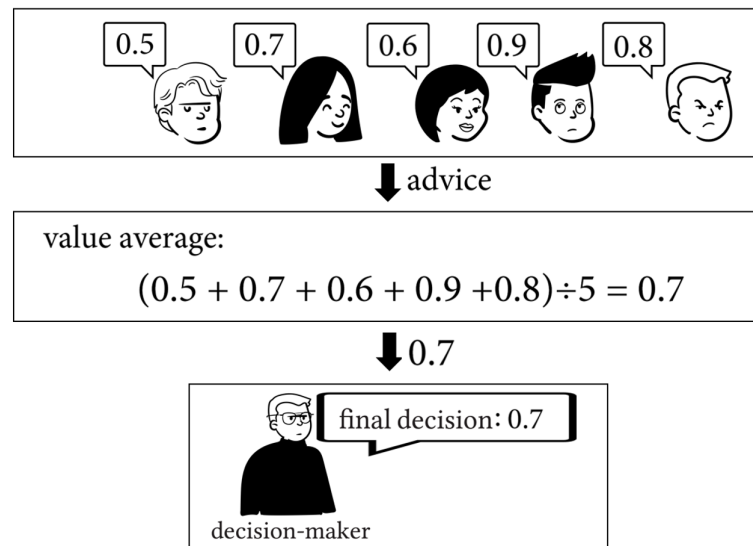 0.5
0.7
0.6
0.9
0.8
advice
value average:
(0.5 + 0.7 + 0.6 + 0.9 +0.8)÷5 = 0.7
0.7
final decision: 0.7
decision-maker